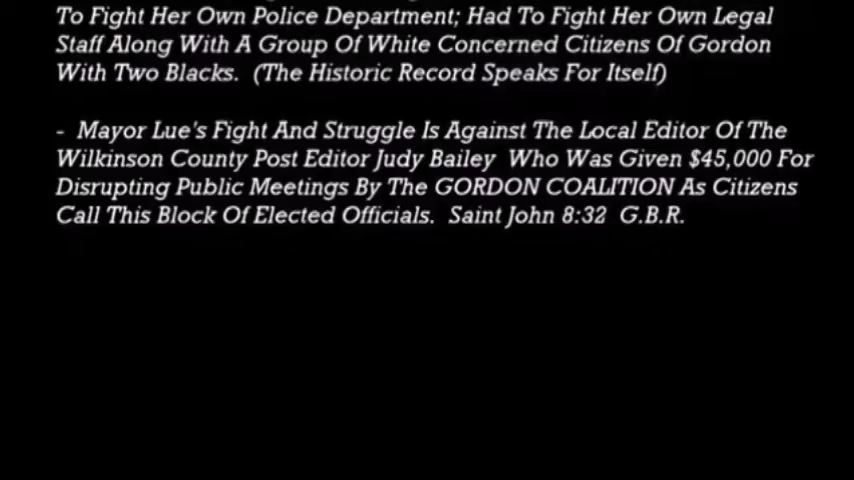 To Fight Her Own Police Department; Had To Fight Her Own Legal
Staff Along With A Group Of White Concerned Citizens Of Gordon
With Two Blacks. (The Historic Record Speaks For Itself)
- Mayor Lue's Fight And Struggle Is Against The Local Editor Of The
Wilkinson County Post Editor Judy Bailey Who Was Given $45,000 For
Disrupting Public Meetings By The GORDON COALITION As Citizens
Call This Block Of Elected Officials. Saint John 8:32 G.B.R.